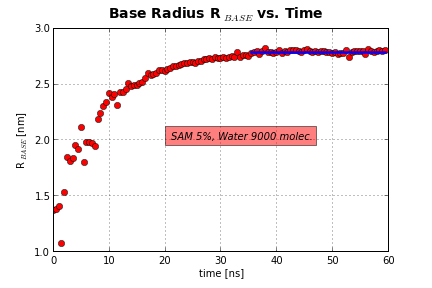 Base Radius R BASE vs. Time
3.0
2.5
2.0
1.5
1.0
R BASE [nm]
SAM 5%, Water 9000 molec.
0 10 20 30 40 50 60
time [ns]